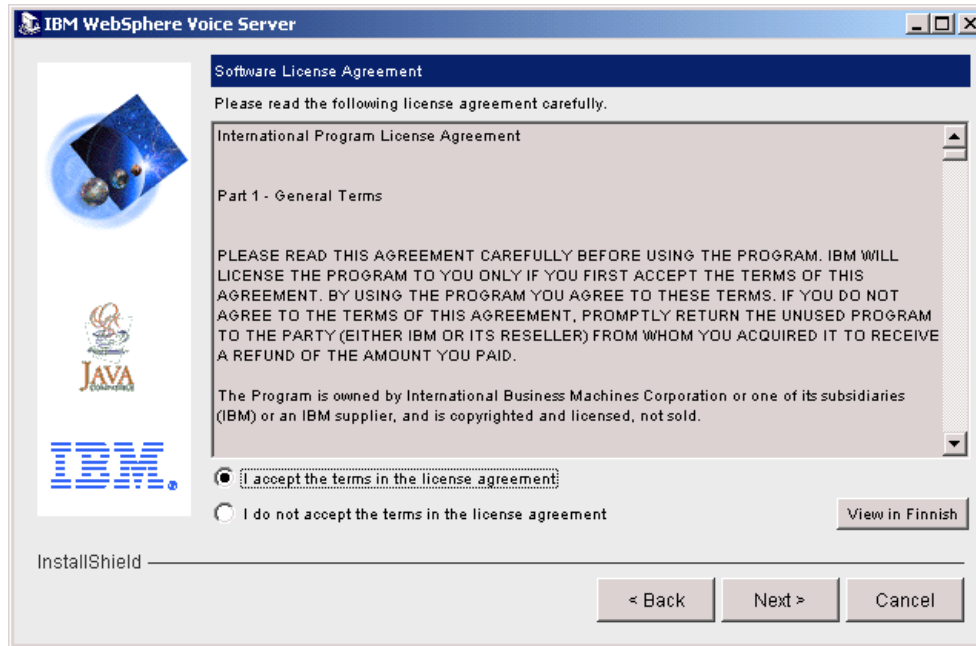 IBM WebSphere Voice Server
Software License Agreement
Please read the following license agreement carefully.
International Program License Agreement
Part 1 - General Terms
PLEASE READ THIS AGREEMENT CAREFULLY BEFORE USING THE PROGRAM. IBM WILL
LICENSE THE PROGRAM TO YOU ONLY IF YOU FIRST ACCEPT THE TERMS OF THIS
AGREEMENT. BY USING THE PROGRAM YOU AGREE TO THESE TERMS. IF YOU DO NOT
AGREE TO THE TERMS OF THIS AGREEMENT, PROMPTLY RETURN THE UNUSED PROGRAM
TO THE PARTY (EITHER IBM OR ITS RESELLER) FROM WHOM YOU ACQUIRED IT TO RECEIVE
A REFUND OF THE AMOUNT YOU PAID.
The Program is owned by International Business Machines Corporation or one of its subsidiaries
(IBM) or an IBM supplier, and is copyrighted and licensed, not sold.
JAVA
IBM
I accept the terms in the license agreement
I do not accept the terms in the license agreement
View in Finnish
InstallShield
< Back
Next >
Cancel